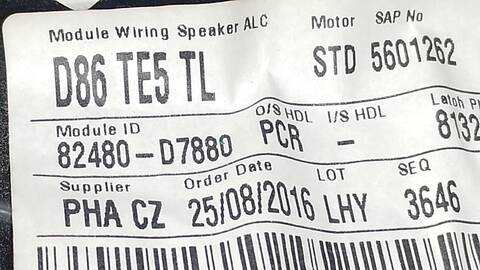 Module Wiring Speaker ALC Motor SAP No
D86 TE5 TL STD 5601262
Module ID O/S HDL I/S HDL Latch
82480-D7880 PCR - 8132
Supplier Order Date LOT SEQ
PHA CZ 25/08/2016 LHY 3646